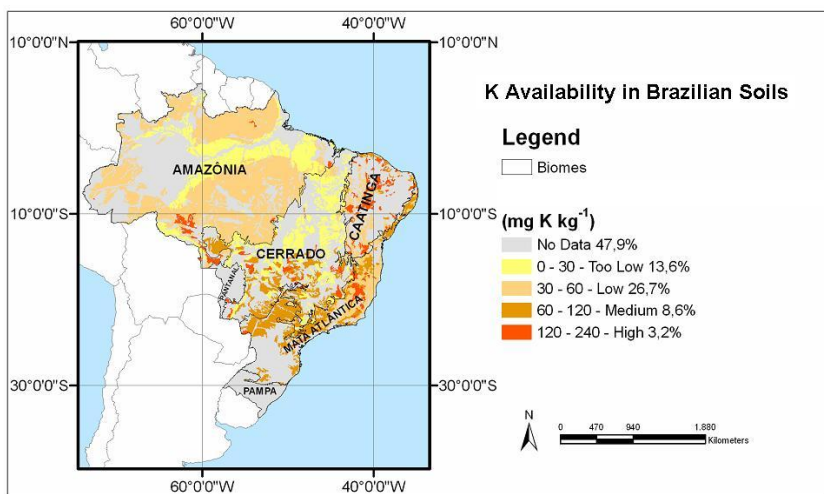 60°0'0"W 40°0'0"W
10°0'0"N 10°0'0"N
K Availability in Brazilian Soils
Legend
Biomes
AMAZÔNIA
CAATINGA
10°0'0"S 10°0'0"S
(mg K kg-1)
No Data 47,9%
CERRADO
0 - 30 - Too Low 13,6%
PANTANAL
30 - 60 - Low 26,7%
60 - 120 - Medium 8,6%
MATA ATLÂNTICA
120 - 240 - High 3,2%
30°0'0"S 30°0'0"S
PAMPA
N
0 470 940 1.880
Kilometers
60°0'0"W 40°0'0"W